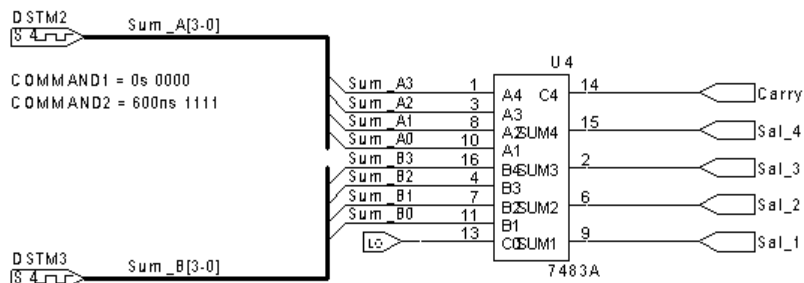 DSTM2
S 4
Sum_A[3-0]
COMMAND1 = 0s 0000
COMMAND2 = 600ns 1111
U4
Sum_A3 1 A4 C4 14 Carry
Sum_A2 3 A3
Sum_A1 8 A2 SUM4 15 Sal_4
Sum_A0 10 A1
Sum_B3 16 B4 SUM3 2 Sal_3
Sum_B2 4 B3
Sum_B1 7 B2 SUM2 6 Sal_2
Sum_B0 11 B1
LO 13 C0 SUM1 9 Sal_1
7483A
DSTM3
S 4
Sum_B[3-0]